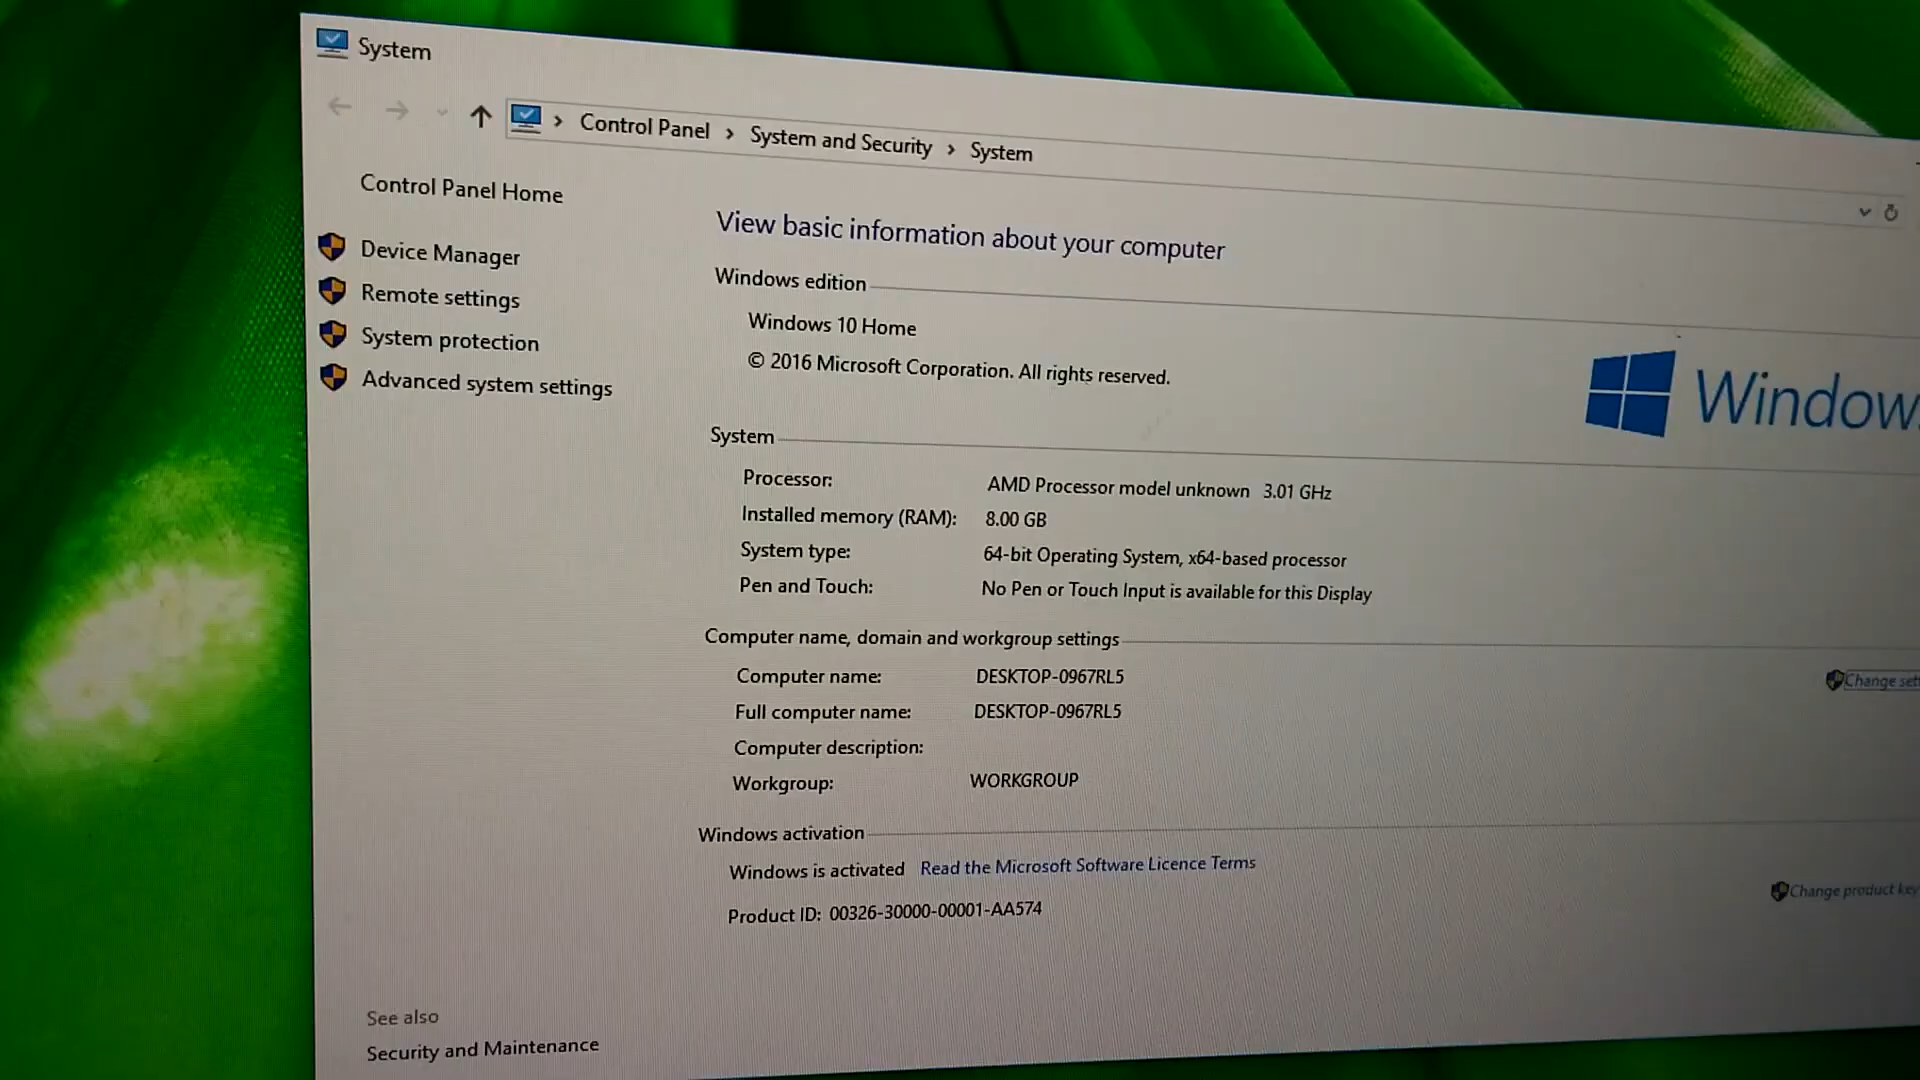 System
Control Panel > System and Security > System
Control Panel Home
Device Manager
Remote settings
System protection
Advanced system settings
View basic information about your computer
Windows edition
Windows 10 Home
© 2016 Microsoft Corporation. All rights reserved.
Window
System
Processor: AMD Processor model unknown 3.01 GHz
Installed memory (RAM): 8.00 GB
System type: 64-bit Operating System, x64-based processor
Pen and Touch: No Pen or Touch Input is available for this Display
Computer name, domain and workgroup settings
Computer name: DESKTOP-0967RL5
Change sett
Full computer name: DESKTOP-0967RL5
Computer description:
Workgroup: WORKGROUP
Windows activation
Windows is activated Read the Microsoft Software Licence Terms
Product ID: 00326-30000-00001-AA574
Change product key
See also
Security and Maintenance